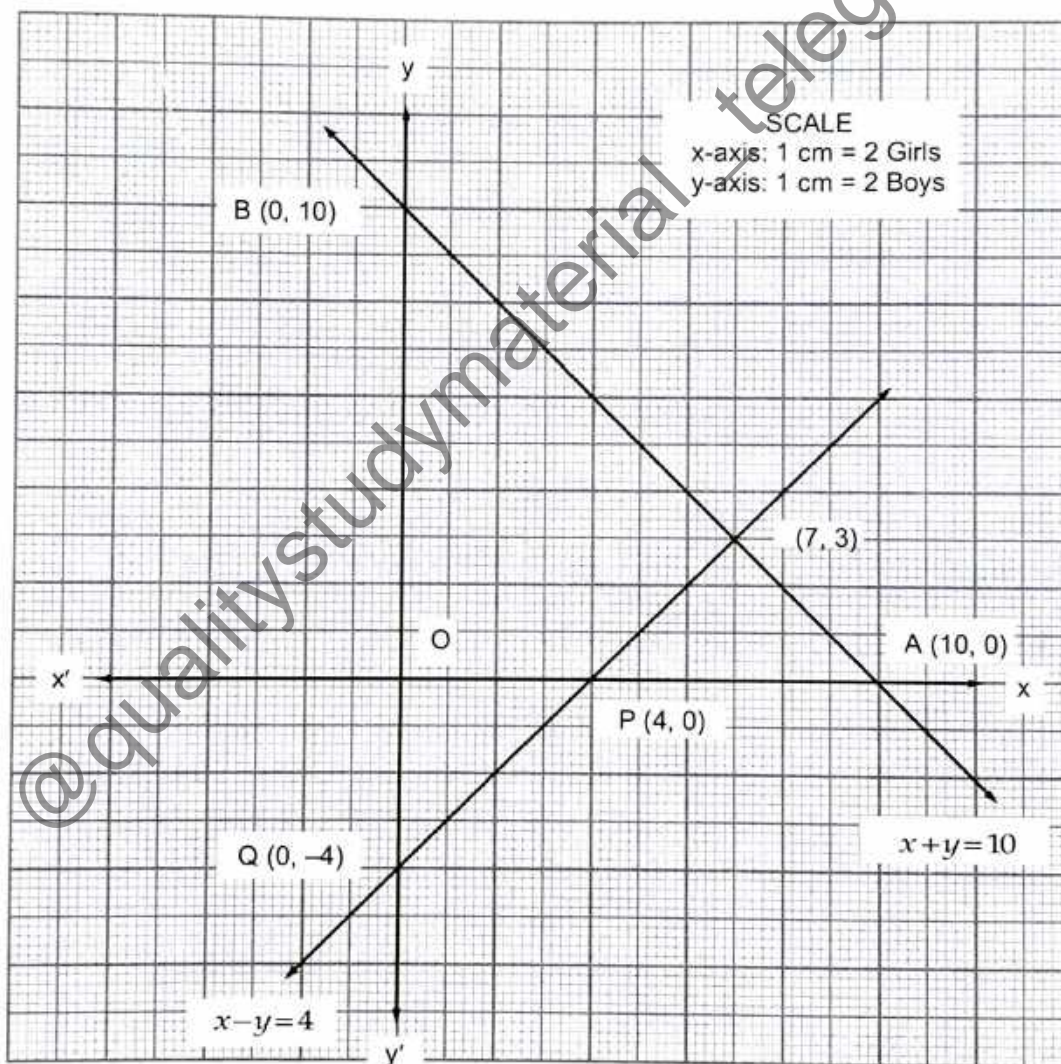 y
SCALE
x-axis: 1 cm = 2 Girls
y-axis: 1 cm = 2 Boys
B (0, 10)
(7, 3)
O
A (10, 0)
x'
x
P (4, 0)
x+y=10
Q (0, –4)
x−y=4
y'
@qualitystudymaterial_teleg